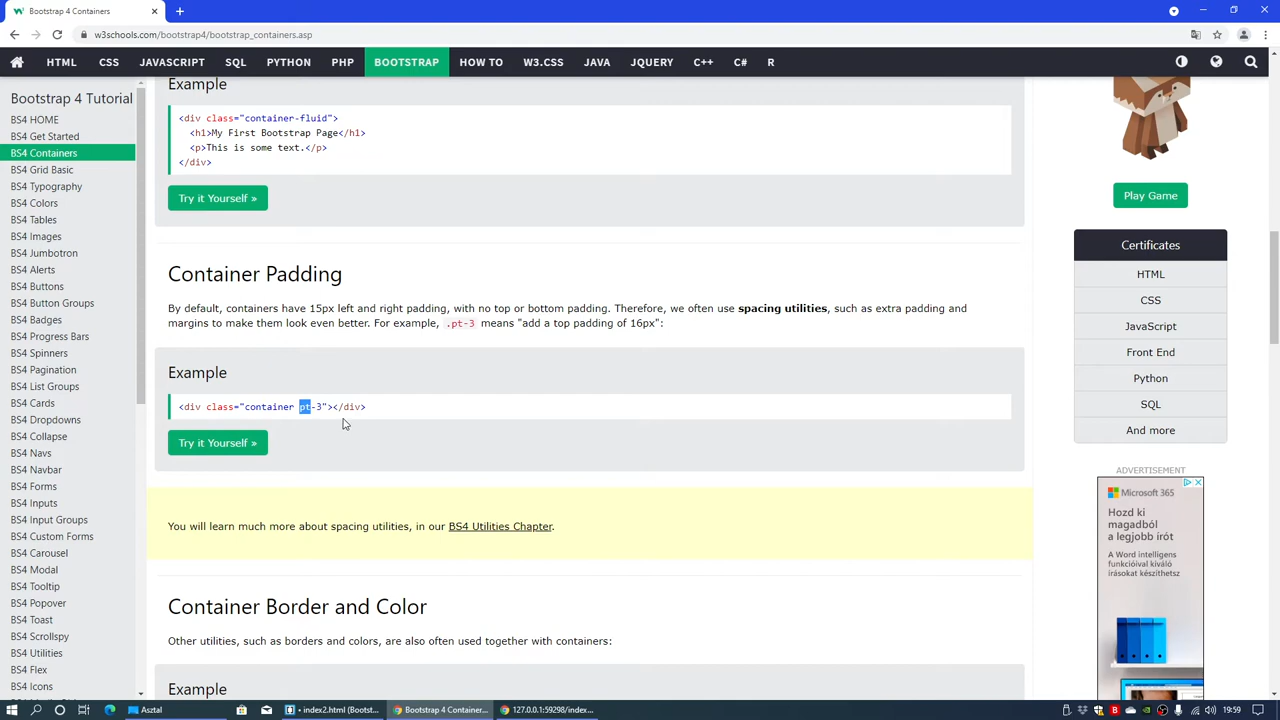 Bootstrap 4 Containers
w3schools.com/bootstrap4/bootstrap_containers.asp
HTML CSS JAVASCRIPT SQL PYTHON PHP BOOTSTRAP HOW TO W3.CSS JAVA JQUERY C++ C# R
Bootstrap 4 Tutorial
BS4 HOME
BS4 Get Started
BS4 Containers
BS4 Grid Basic
BS4 Typography
BS4 Colors
BS4 Tables
BS4 Images
BS4 Jumbotron
BS4 Alerts
BS4 Buttons
BS4 Button Groups
BS4 Badges
BS4 Progress Bars
BS4 Spinners
BS4 Pagination
BS4 List Groups
BS4 Cards
BS4 Dropdowns
BS4 Collapse
BS4 Navs
BS4 Navbar
BS4 Forms
BS4 Inputs
BS4 Input Groups
BS4 Custom Forms
BS4 Carousel
BS4 Modal
BS4 Tooltip
BS4 Popover
BS4 Toast
BS4 Scrollspy
BS4 Utilities
BS4 Flex
BS4 Icons
Example
<div class="container-fluid">
<h1>My First Bootstrap Page</h1>
<p>This is some text.</p>
</div>
Try it Yourself »
Container Padding
By default, containers have 15px left and right padding, with no top or bottom padding. Therefore, we often use spacing utilities, such as extra padding and
margins to make them look even better. For example, .pt-3 means "add a top padding of 16px":
Example
<div class="container pt-3"></div>
Try it Yourself »
You will learn much more about spacing utilities, in our BS4 Utilities Chapter.
Container Border and Color
Other utilities, such as borders and colors, are also often used together with containers:
Example
Play Game
Certificates
HTML
CSS
JavaScript
Front End
Python
SQL
And more
ADVERTISEMENT
Microsoft 365
Hozd ki
magadból
a legjobb írót
A Word intelligens
funkcióival kiváló
írásokat készíthetsz
Asztal
• index2.html (Bootst...
Bootstrap 4 Container...
127.0.0.1:59298/index...
19:59